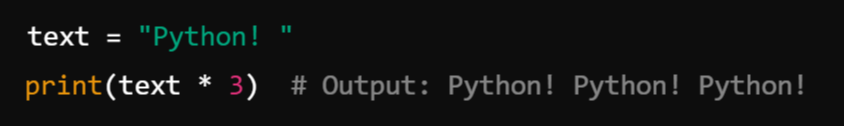 text = "Python! "
print(text * 3)  # Output: Python! Python! Python!